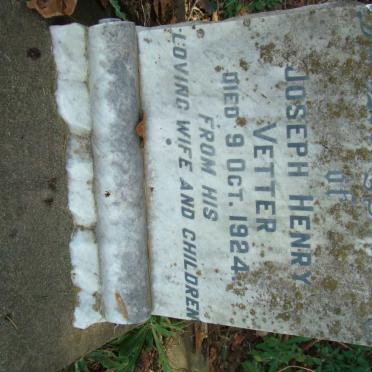 of
JOSEPH HENRY
VETTER
DIED 9 OCT. 1924.
FROM HIS
LOVING WIFE AND CHILDREN